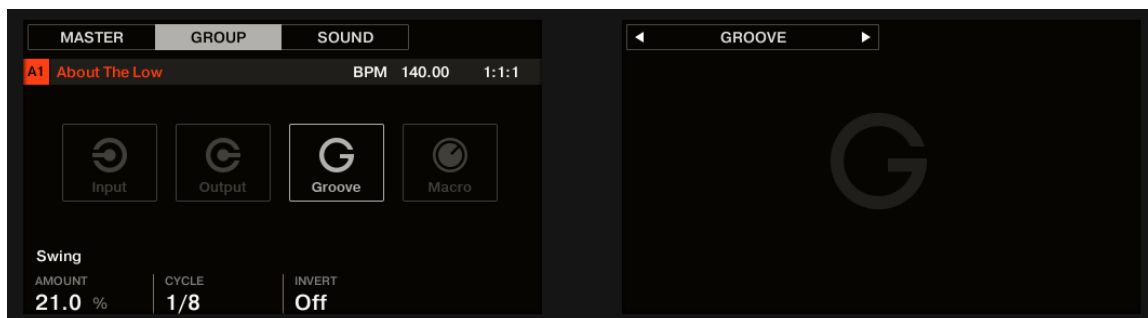 MASTER GROUP SOUND
A1 About The Low BPM 140.00 1:1:1
Input Output Groove Macro
Swing
AMOUNT CYCLE INVERT
21.0 % 1/8 Off
GROOVE